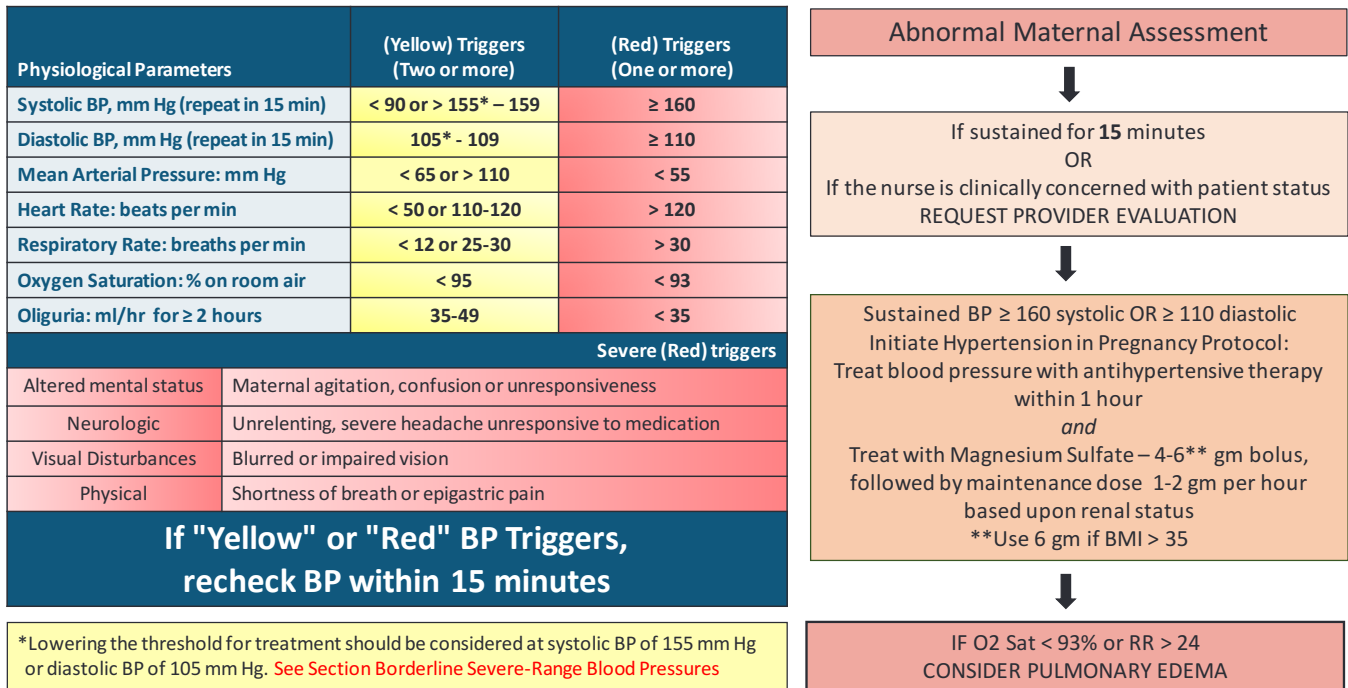 Physiological Parameters
(Yellow) Triggers
(Two or more)
(Red) Triggers
(One or more)
Systolic BP, mm Hg (repeat in 15 min) < 90 or > 155* – 159 ≥ 160
Diastolic BP, mm Hg (repeat in 15 min) 105* - 109 ≥ 110
Mean Arterial Pressure: mm Hg < 65 or > 110 < 55
Heart Rate: beats per min < 50 or 110-120 > 120
Respiratory Rate: breaths per min < 12 or 25-30 > 30
Oxygen Saturation: % on room air < 95 < 93
Oliguria: ml/hr for ≥ 2 hours 35-49 < 35
Severe (Red) triggers
Altered mental status Maternal agitation, confusion or unresponsiveness
Neurologic Unrelenting, severe headache unresponsive to medication
Visual Disturbances Blurred or impaired vision
Physical Shortness of breath or epigastric pain
If "Yellow" or "Red" BP Triggers,
recheck BP within 15 minutes
*Lowering the threshold for treatment should be considered at systolic BP of 155 mm Hg
or diastolic BP of 105 mm Hg. See Section Borderline Severe-Range Blood Pressures
Abnormal Maternal Assessment
If sustained for 15 minutes
OR
If the nurse is clinically concerned with patient status
REQUEST PROVIDER EVALUATION
Sustained BP ≥ 160 systolic OR ≥ 110 diastolic
Initiate Hypertension in Pregnancy Protocol:
Treat blood pressure with antihypertensive therapy
within 1 hour
and
Treat with Magnesium Sulfate – 4-6** gm bolus,
followed by maintenance dose 1-2 gm per hour
based upon renal status
**Use 6 gm if BMI > 35
IF O2 Sat < 93% or RR > 24
CONSIDER PULMONARY EDEMA